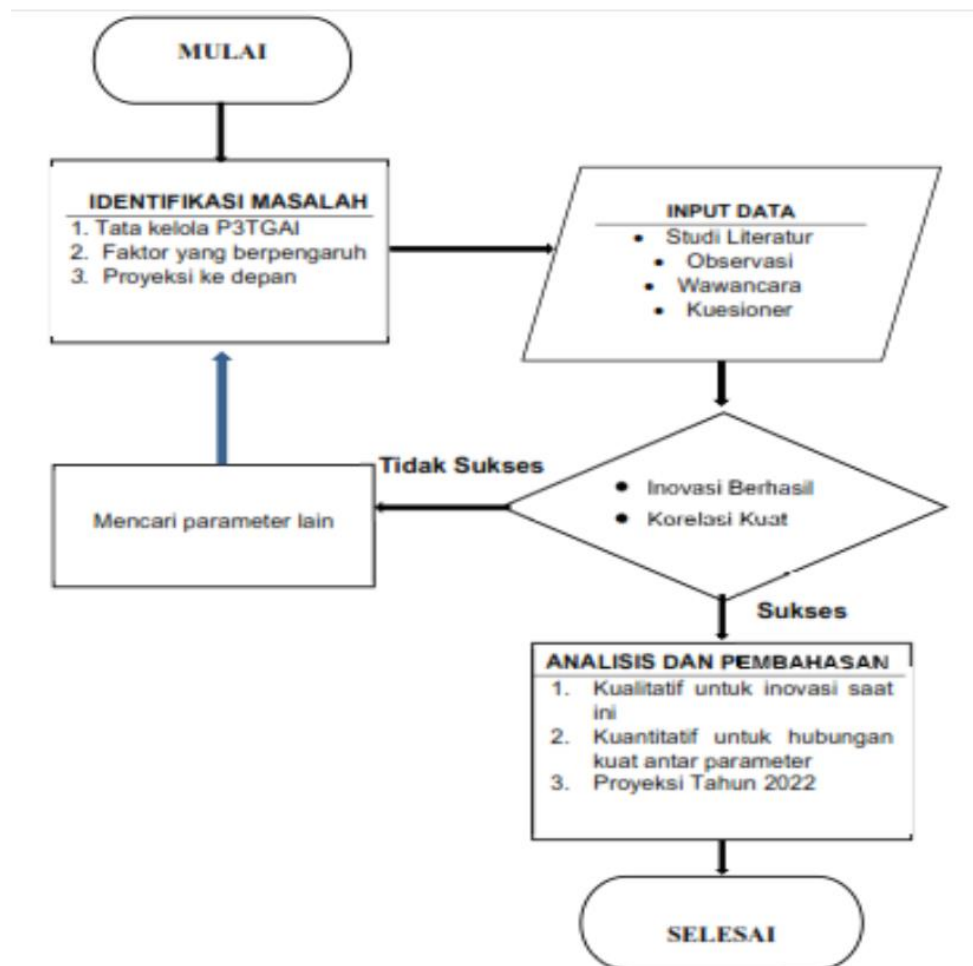 MULAI
IDENTIFIKASI MASALAH
1. Tata kelola P3TGAI
2. Faktor yang berpengaruh
3. Proyeksi ke depan
INPUT DATA
• Studi Literatur
• Observasi
• Wawancara
• Kuesioner
Tidak Sukses
Mencari parameter lain
• Inovasi Berhasil
• Korelasi Kuat
Sukses
ANALISIS DAN PEMBAHASAN
1. Kualitatif untuk inovasi saat
ini
2. Kuantitatif untuk hubungan
kuat antar parameter
3. Proyeksi Tahun 2022
SELESAI